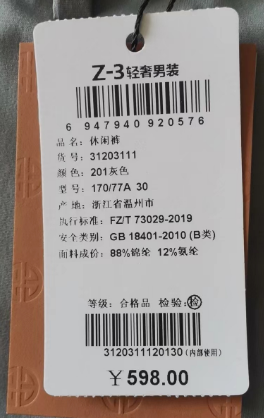 Z-3轻奢男装
6 947940 920576
品 名: 休闲裤
货 号: 31203111
颜 色: 201灰色
型 号: 170/77A 30
产 地: 浙江省温州市
执行标准: FZ/T 73029-2019
安全类别: GB 18401-2010 (B类)
面料成份: 88%锦纶 12%氨纶
等级: 合格品 检验: 检
3120311120130 (内部使用)
¥ 598.00